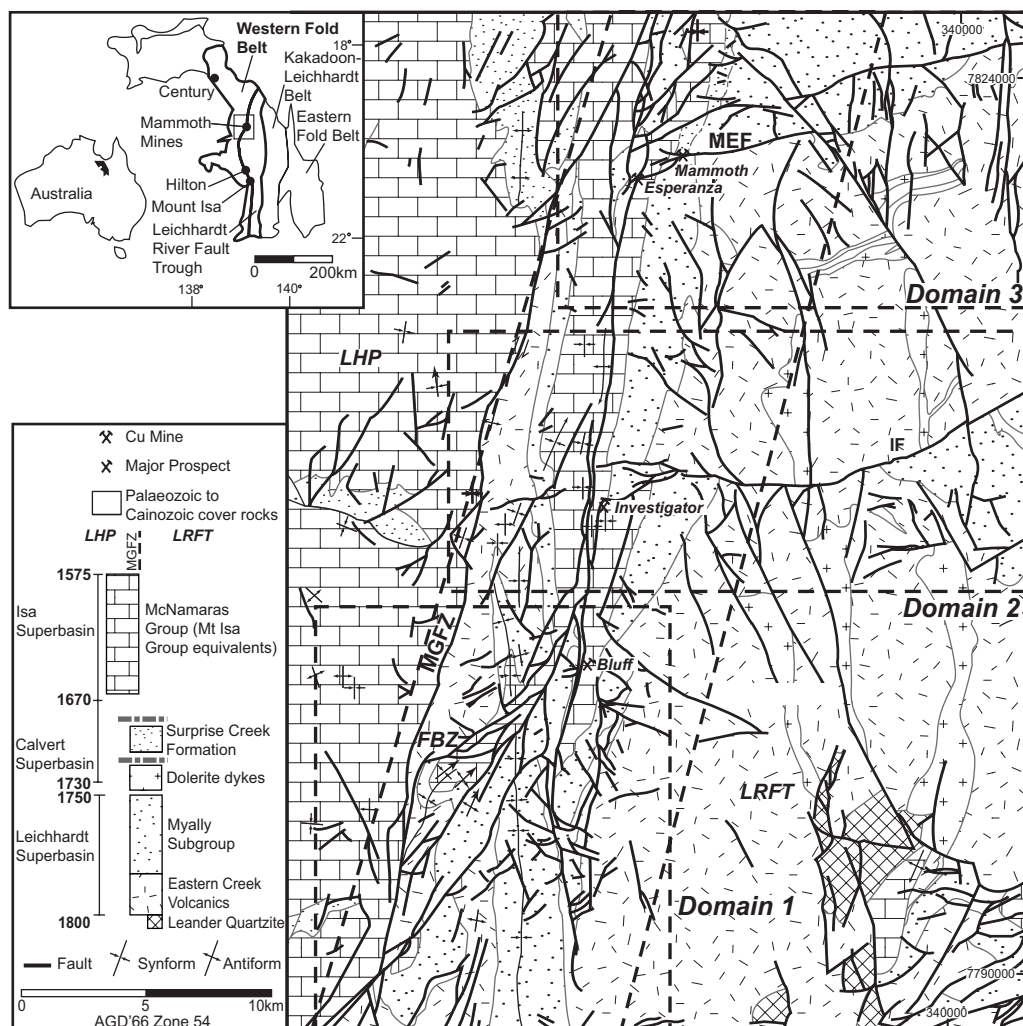 Western Fold
Belt
Kakadoon-
Leichhardt
Belt
Eastern
Fold Belt
18°
Century
Mammoth
Mines
Australia
Hilton
Mount Isa
Leichhardt
River Fault
Trough
22°
0 200km
138° 140°
340000
7824000
MEF
Mammoth
Esperanza
Domain 3
LHP
IF
Investigator
Domain 2
MGFZ
Bluff
FBZ
LRFT
Domain 1
7790000
340000
Cu Mine
Major Prospect
Palaeozoic to
Cainozoic cover rocks
LHP MGFZ LRFT
1575
Isa
Superbasin
McNamaras
Group (Mt Isa
Group equivalents)
1670
Calvert
Superbasin
Surprise Creek
Formation
Dolerite dykes
1730
1750
Leichhardt
Superbasin
Myally
Subgroup
Eastern Creek
Volcanics
Leander Quartzite
1800
Fault Synform Antiform
0 5 10km
AGD'66 Zone 54